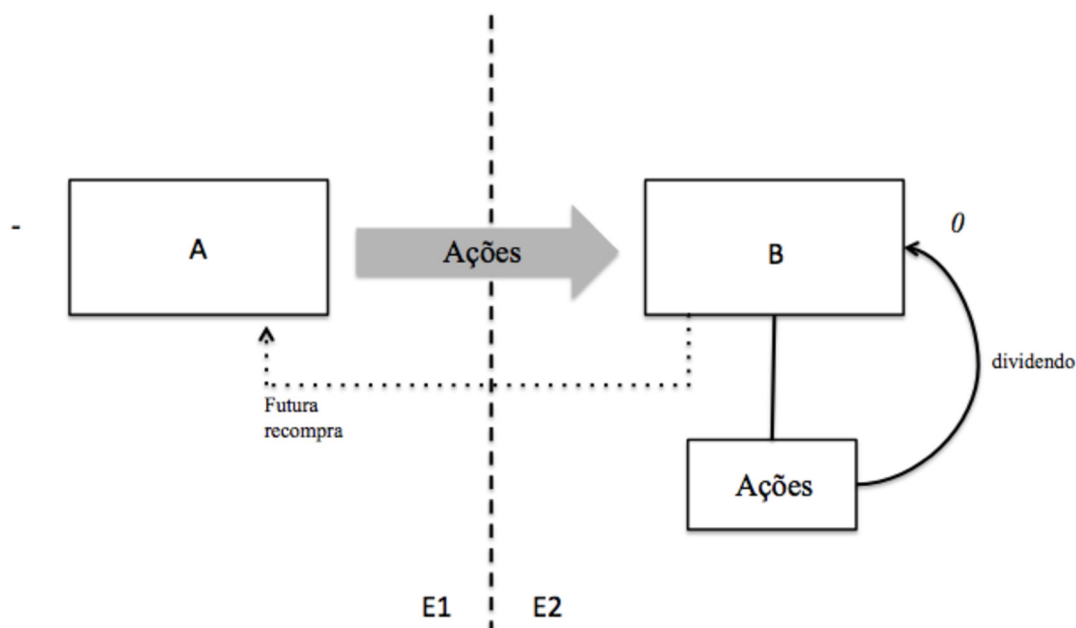 -
A
Ações
B
0
dividendo
Futura
recompra
Ações
E1
E2